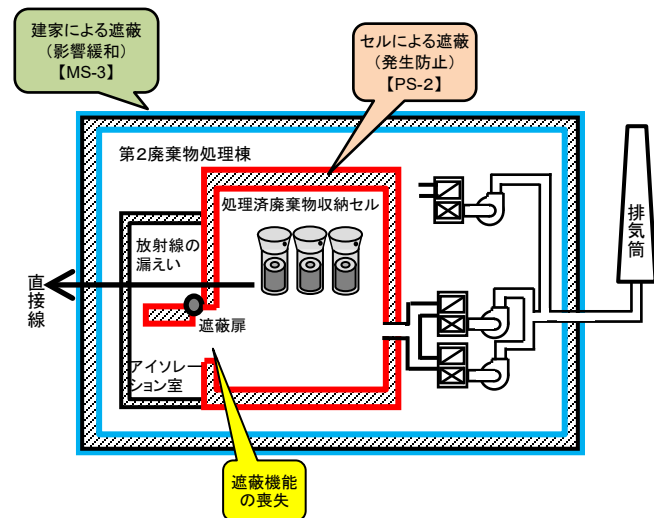 建家による遮蔽
(影響緩和)
【MS-3】
セルによる遮蔽
(発生防止)
【PS-2】
第2廃棄物処理棟
処理済廃棄物収納セル
放射線の
漏えい
直接線
遮蔽扉
アイソレー
ション室
排気筒
遮蔽機能
の喪失